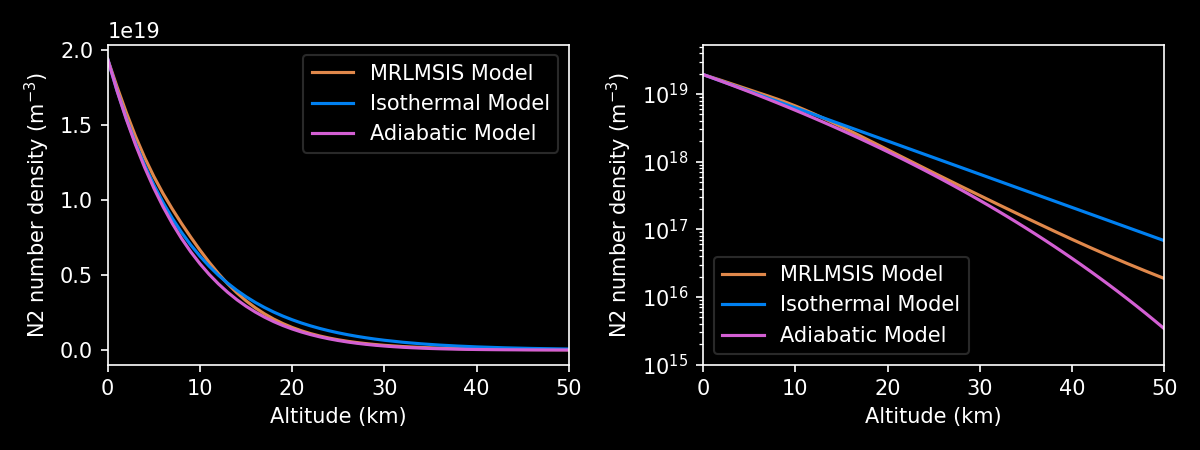 1e19
2.0
1.5
1.0
0.5
0.0
N2 number density (m⁻³)
0 10 20 30 40 50
Altitude (km)
MRLMSIS Model
Isothermal Model
Adiabatic Model
10¹⁹
10¹⁸
10¹⁷
10¹⁶
10¹⁵
N2 number density (m⁻³)
0 10 20 30 40 50
Altitude (km)
MRLMSIS Model
Isothermal Model
Adiabatic Model